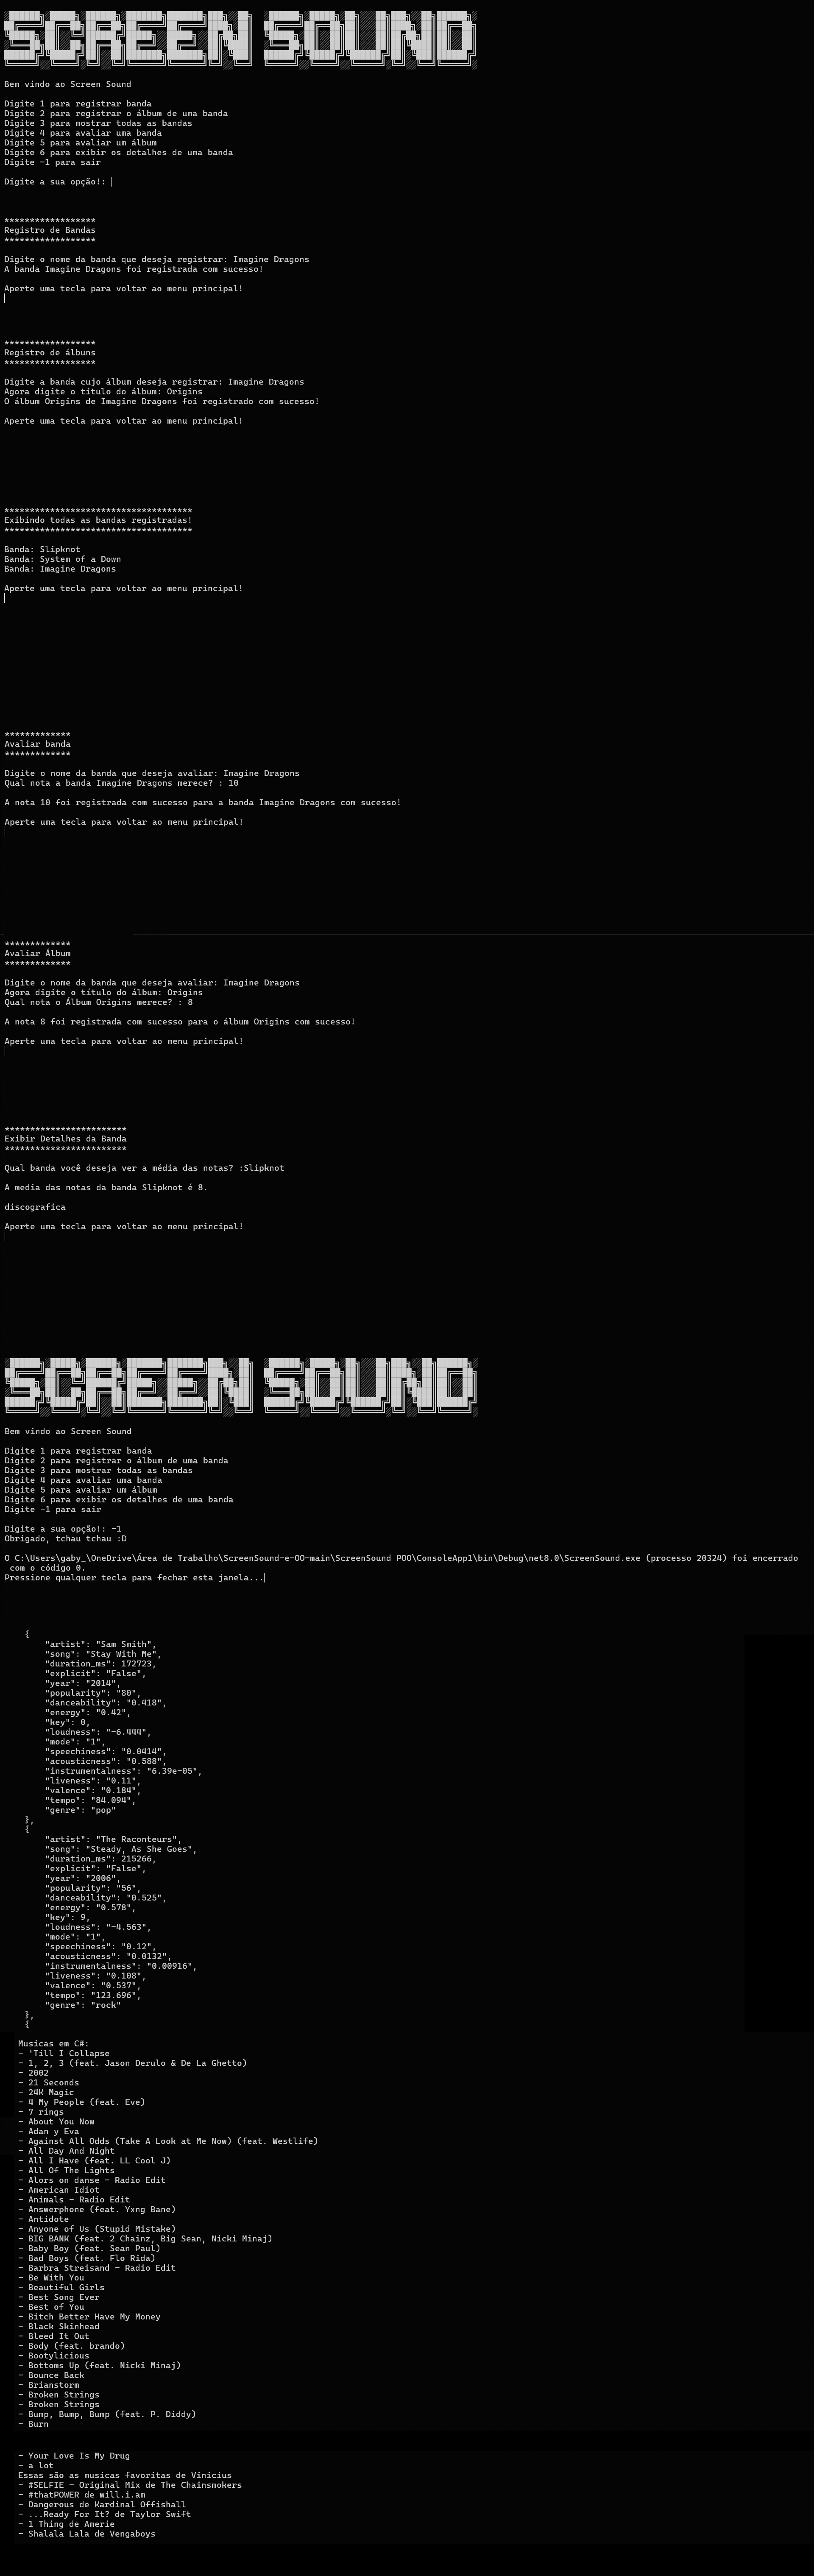 SCREEN SOUND
Bem vindo ao Screen Sound
Digite 1 para registrar banda
Digite 2 para registrar o álbum de uma banda
Digite 3 para mostrar todas as bandas
Digite 4 para avaliar uma banda
Digite 5 para avaliar um álbum
Digite 6 para exibir os detalhes de uma banda
Digite -1 para sair
Digite a sua opção!:
******************
Registro de Bandas
******************
Digite o nome da banda que deseja registrar: Imagine Dragons
A banda Imagine Dragons foi registrada com sucesso!
Aperte uma tecla para voltar ao menu principal!
******************
Registro de álbuns
******************
Digite a banda cujo álbum deseja registrar: Imagine Dragons
Agora digite o título do álbum: Origins
O álbum Origins de Imagine Dragons foi registrado com sucesso!
Aperte uma tecla para voltar ao menu principal!
*************************************
Exibindo todas as bandas registradas!
*************************************
Banda: Slipknot
Banda: System of a Down
Banda: Imagine Dragons
Aperte uma tecla para voltar ao menu principal!
*************
Avaliar banda
*************
Digite o nome da banda que deseja avaliar: Imagine Dragons
Qual nota a banda Imagine Dragons merece? : 10
A nota 10 foi registrada com sucesso para a banda Imagine Dragons com sucesso!
Aperte uma tecla para voltar ao menu principal!
*************
Avaliar Álbum
*************
Digite o nome da banda que deseja avaliar: Imagine Dragons
Agora digite o título do álbum: Origins
Qual nota o Álbum Origins merece? : 8
A nota 8 foi registrada com sucesso para o álbum Origins com sucesso!
Aperte uma tecla para voltar ao menu principal!
************************
Exibir Detalhes da Banda
************************
Qual banda você deseja ver a média das notas? :Slipknot
A media das notas da banda Slipknot é 8.
discografica
Aperte uma tecla para voltar ao menu principal!
SCREEN SOUND
Bem vindo ao Screen Sound
Digite 1 para registrar banda
Digite 2 para registrar o álbum de uma banda
Digite 3 para mostrar todas as bandas
Digite 4 para avaliar uma banda
Digite 5 para avaliar um álbum
Digite 6 para exibir os detalhes de uma banda
Digite -1 para sair
Digite a sua opção!: -1
Obrigado, tchau tchau :D
O C:\Users\gaby_\OneDrive\Área de Trabalho\ScreenSound-e-OO-main\ScreenSound POO\ConsoleApp1\bin\Debug\net8.0\ScreenSound.exe (processo 20324) foi encerrado
com o código 0.
Pressione qualquer tecla para fechar esta janela...
{
"artist": "Sam Smith",
"song": "Stay With Me",
"duration_ms": 172723,
"explicit": "False",
"year": "2014",
"popularity": "80",
"danceability": "0.418",
"energy": "0.42",
"key": 0,
"loudness": "-6.444",
"mode": "1",
"speechiness": "0.0414",
"acousticness": "0.588",
"instrumentalness": "6.39e-05",
"liveness": "0.11",
"valence": "0.184",
"tempo": "84.094",
"genre": "pop"
},
{
"artist": "The Raconteurs",
"song": "Steady, As She Goes",
"duration_ms": 215266,
"explicit": "False",
"year": "2006",
"popularity": "56",
"danceability": "0.525",
"energy": "0.578",
"key": 9,
"loudness": "-4.563",
"mode": "1",
"speechiness": "0.12",
"acousticness": "0.0132",
"instrumentalness": "0.00916",
"liveness": "0.108",
"valence": "0.537",
"tempo": "123.696",
"genre": "rock"
},
{
Musicas em C#:
- 'Till I Collapse
- 1, 2, 3 (feat. Jason Derulo & De La Ghetto)
- 2002
- 21 Seconds
- 24K Magic
- 4 My People (feat. Eve)
- 7 rings
- About You Now
- Adan y Eva
- Against All Odds (Take A Look at Me Now) (feat. Westlife)
- All Day And Night
- All I Have (feat. LL Cool J)
- All Of The Lights
- Alors on danse - Radio Edit
- American Idiot
- Animals - Radio Edit
- Answerphone (feat. Yxng Bane)
- Antidote
- Anyone of Us (Stupid Mistake)
- BIG BANK (feat. 2 Chainz, Big Sean, Nicki Minaj)
- Baby Boy (feat. Sean Paul)
- Bad Boys (feat. Flo Rida)
- Barbra Streisand - Radio Edit
- Be With You
- Beautiful Girls
- Best Song Ever
- Best of You
- Bitch Better Have My Money
- Black Skinhead
- Bleed It Out
- Body (feat. brando)
- Bootylicious
- Bottoms Up (feat. Nicki Minaj)
- Bounce Back
- Brianstorm
- Broken Strings
- Broken Strings
- Bump, Bump, Bump (feat. P. Diddy)
- Burn
- Your Love Is My Drug
- a lot
Essas são as musicas favoritas de Vinicius
- #SELFIE - Original Mix de The Chainsmokers
- #thatPOWER de will.i.am
- Dangerous de Kardinal Offishall
- ...Ready For It? de Taylor Swift
- 1 Thing de Amerie
- Shalala Lala de Vengaboys